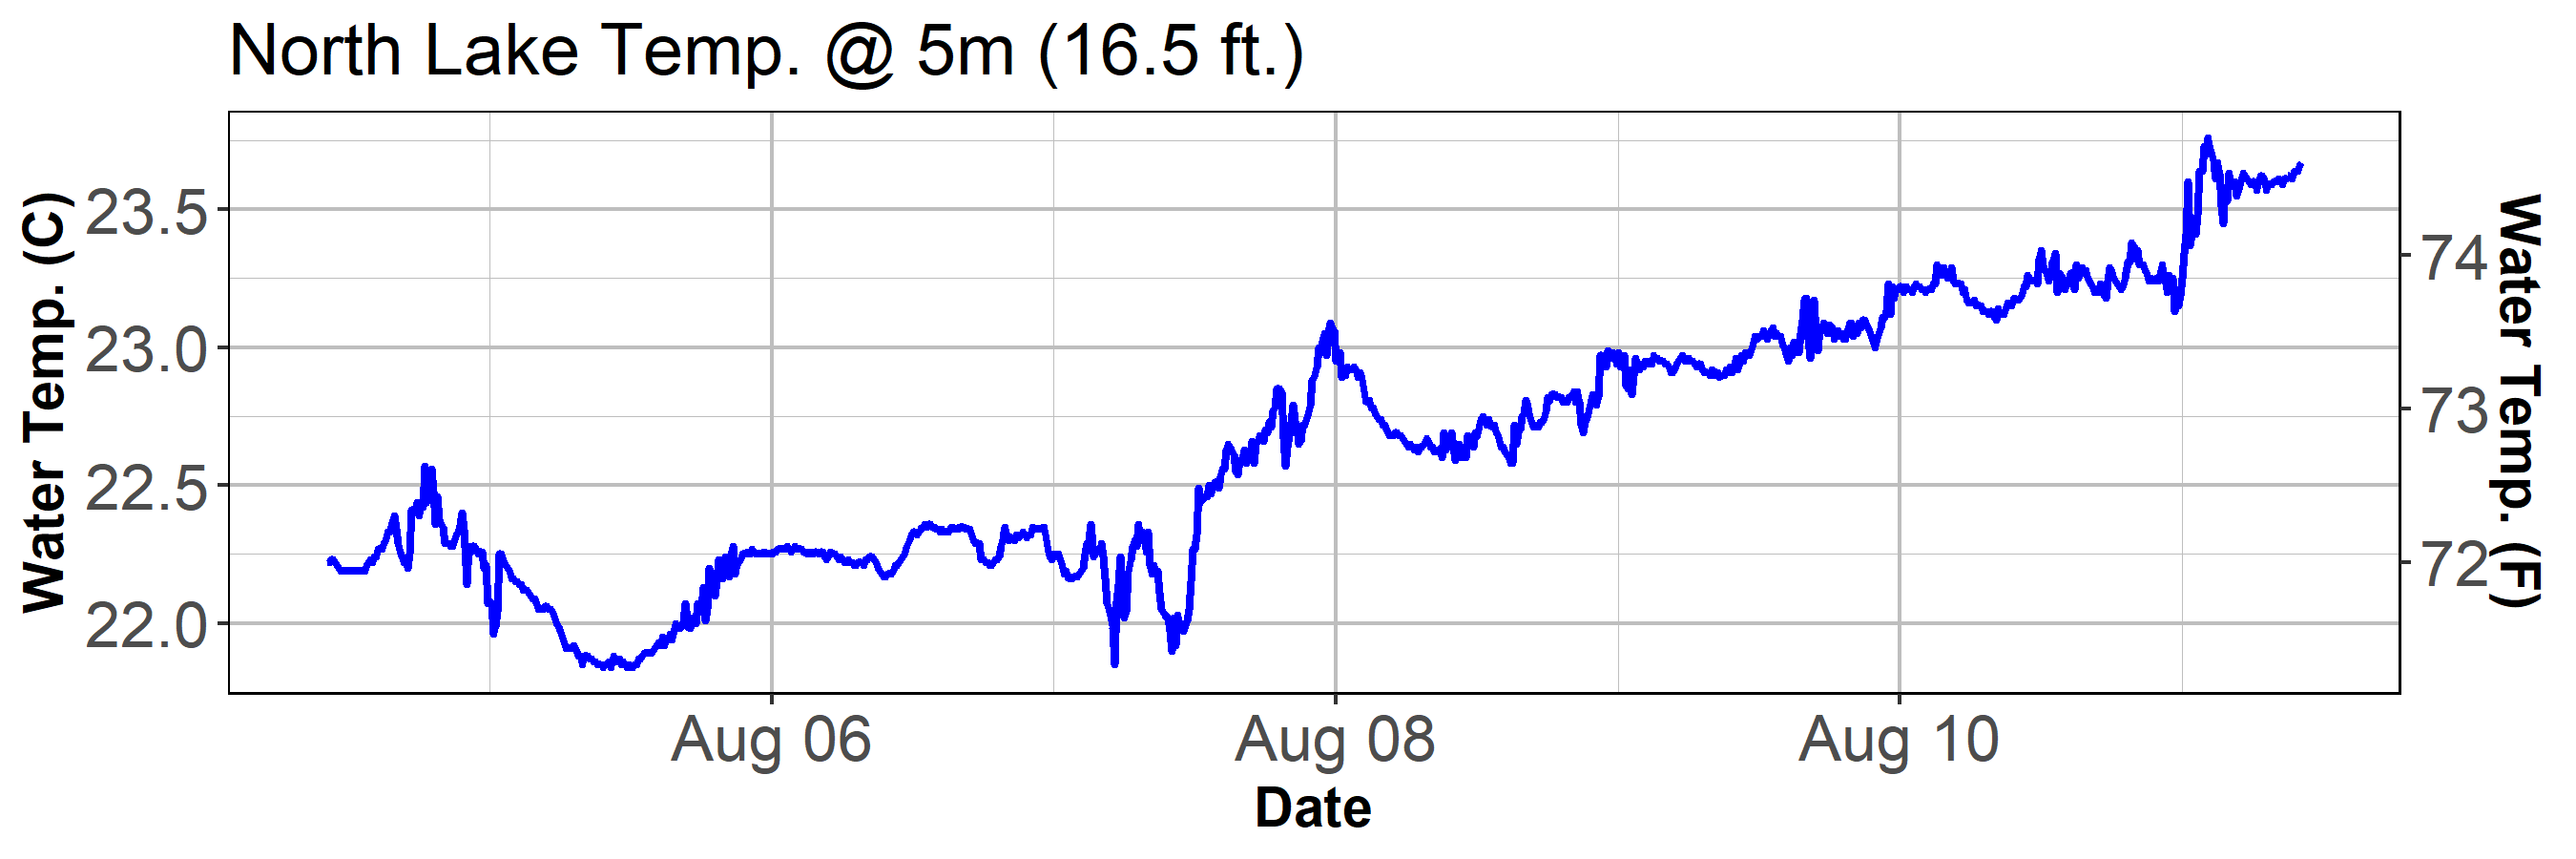 North Lake Temp. @ 5m (16.5 ft.)
Water Temp. (C)
23.5
23.0
22.5
22.0
74
73
72
Water Temp. (F)
Aug 06 Aug 08 Aug 10
Date